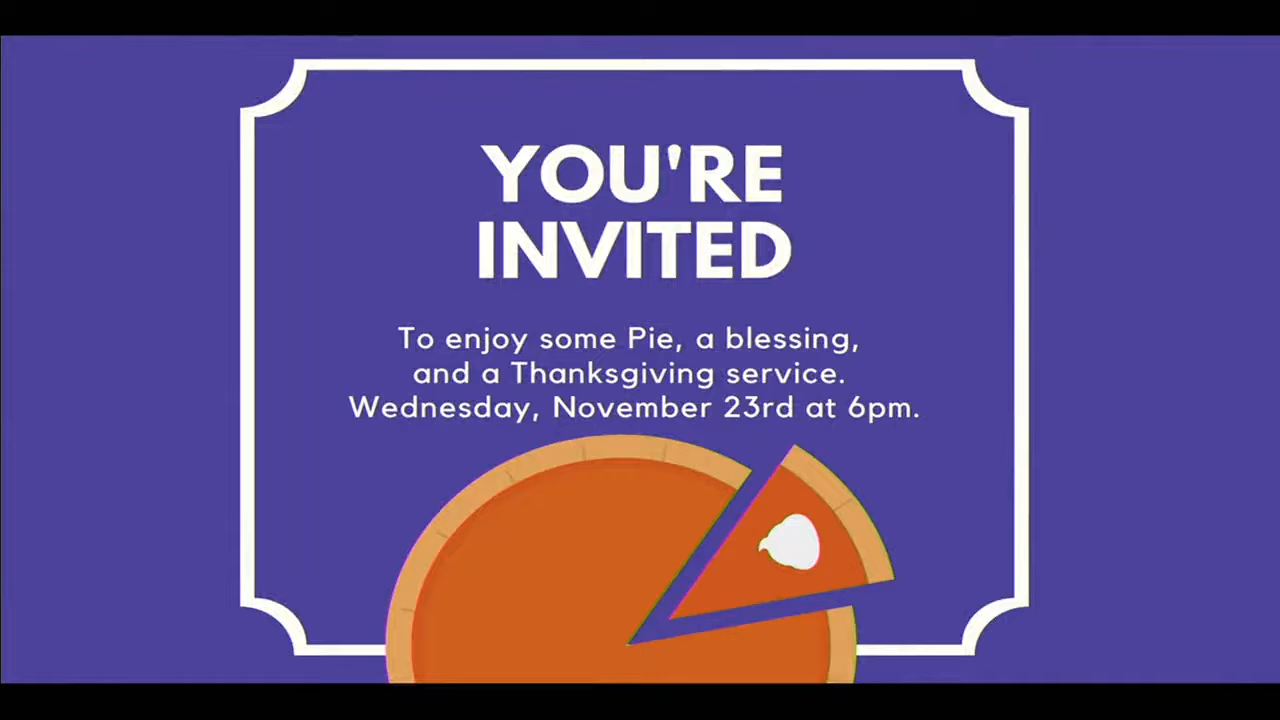 YOU'RE
INVITED
To enjoy some Pie, a blessing,
and a Thanksgiving service.
Wednesday, November 23rd at 6pm.